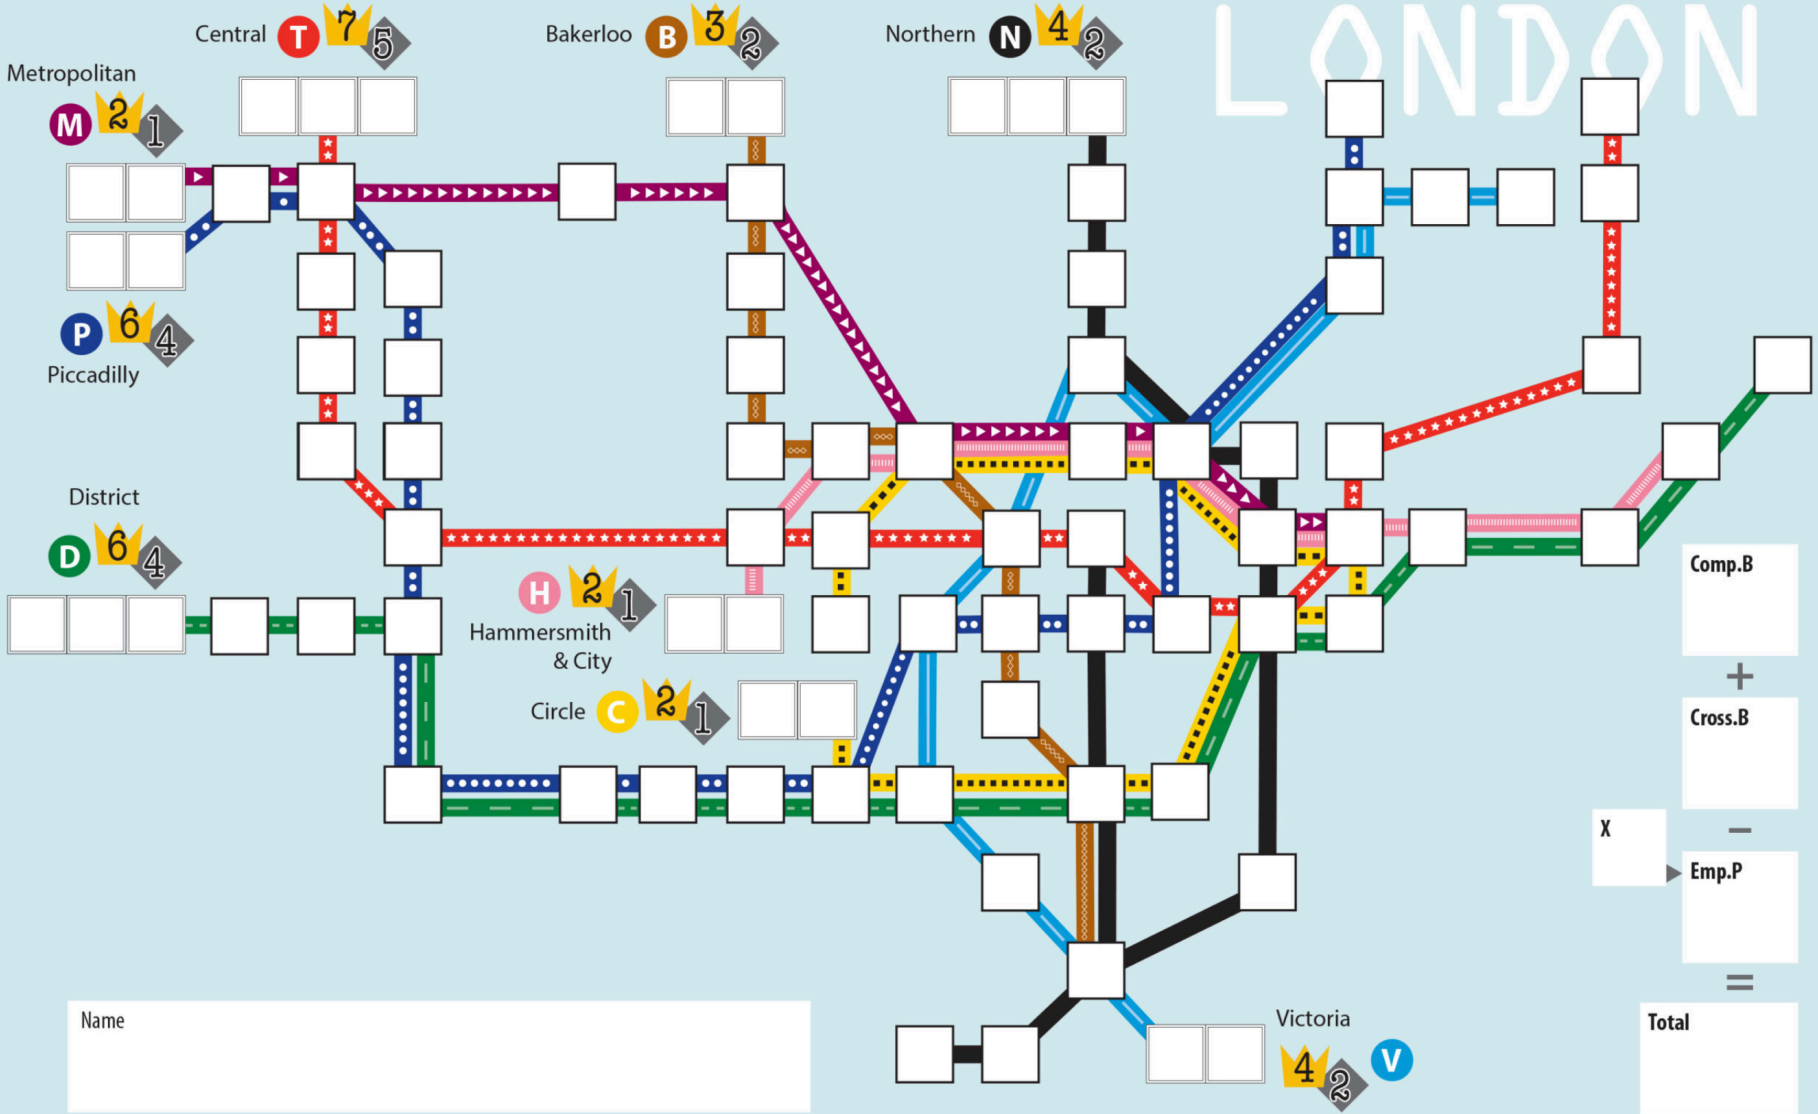 LONDON
Central T 7 5
Bakerloo B 3 2
Northern N 4 2
Metropolitan
M 2 1
P 6 4
Piccadilly
District
D 6 4
H 2 1
Hammersmith
& City
Circle C 2 1
Comp.B
+
Cross.B
−
X
Emp.P
=
Total
Name
Victoria
4 2 V